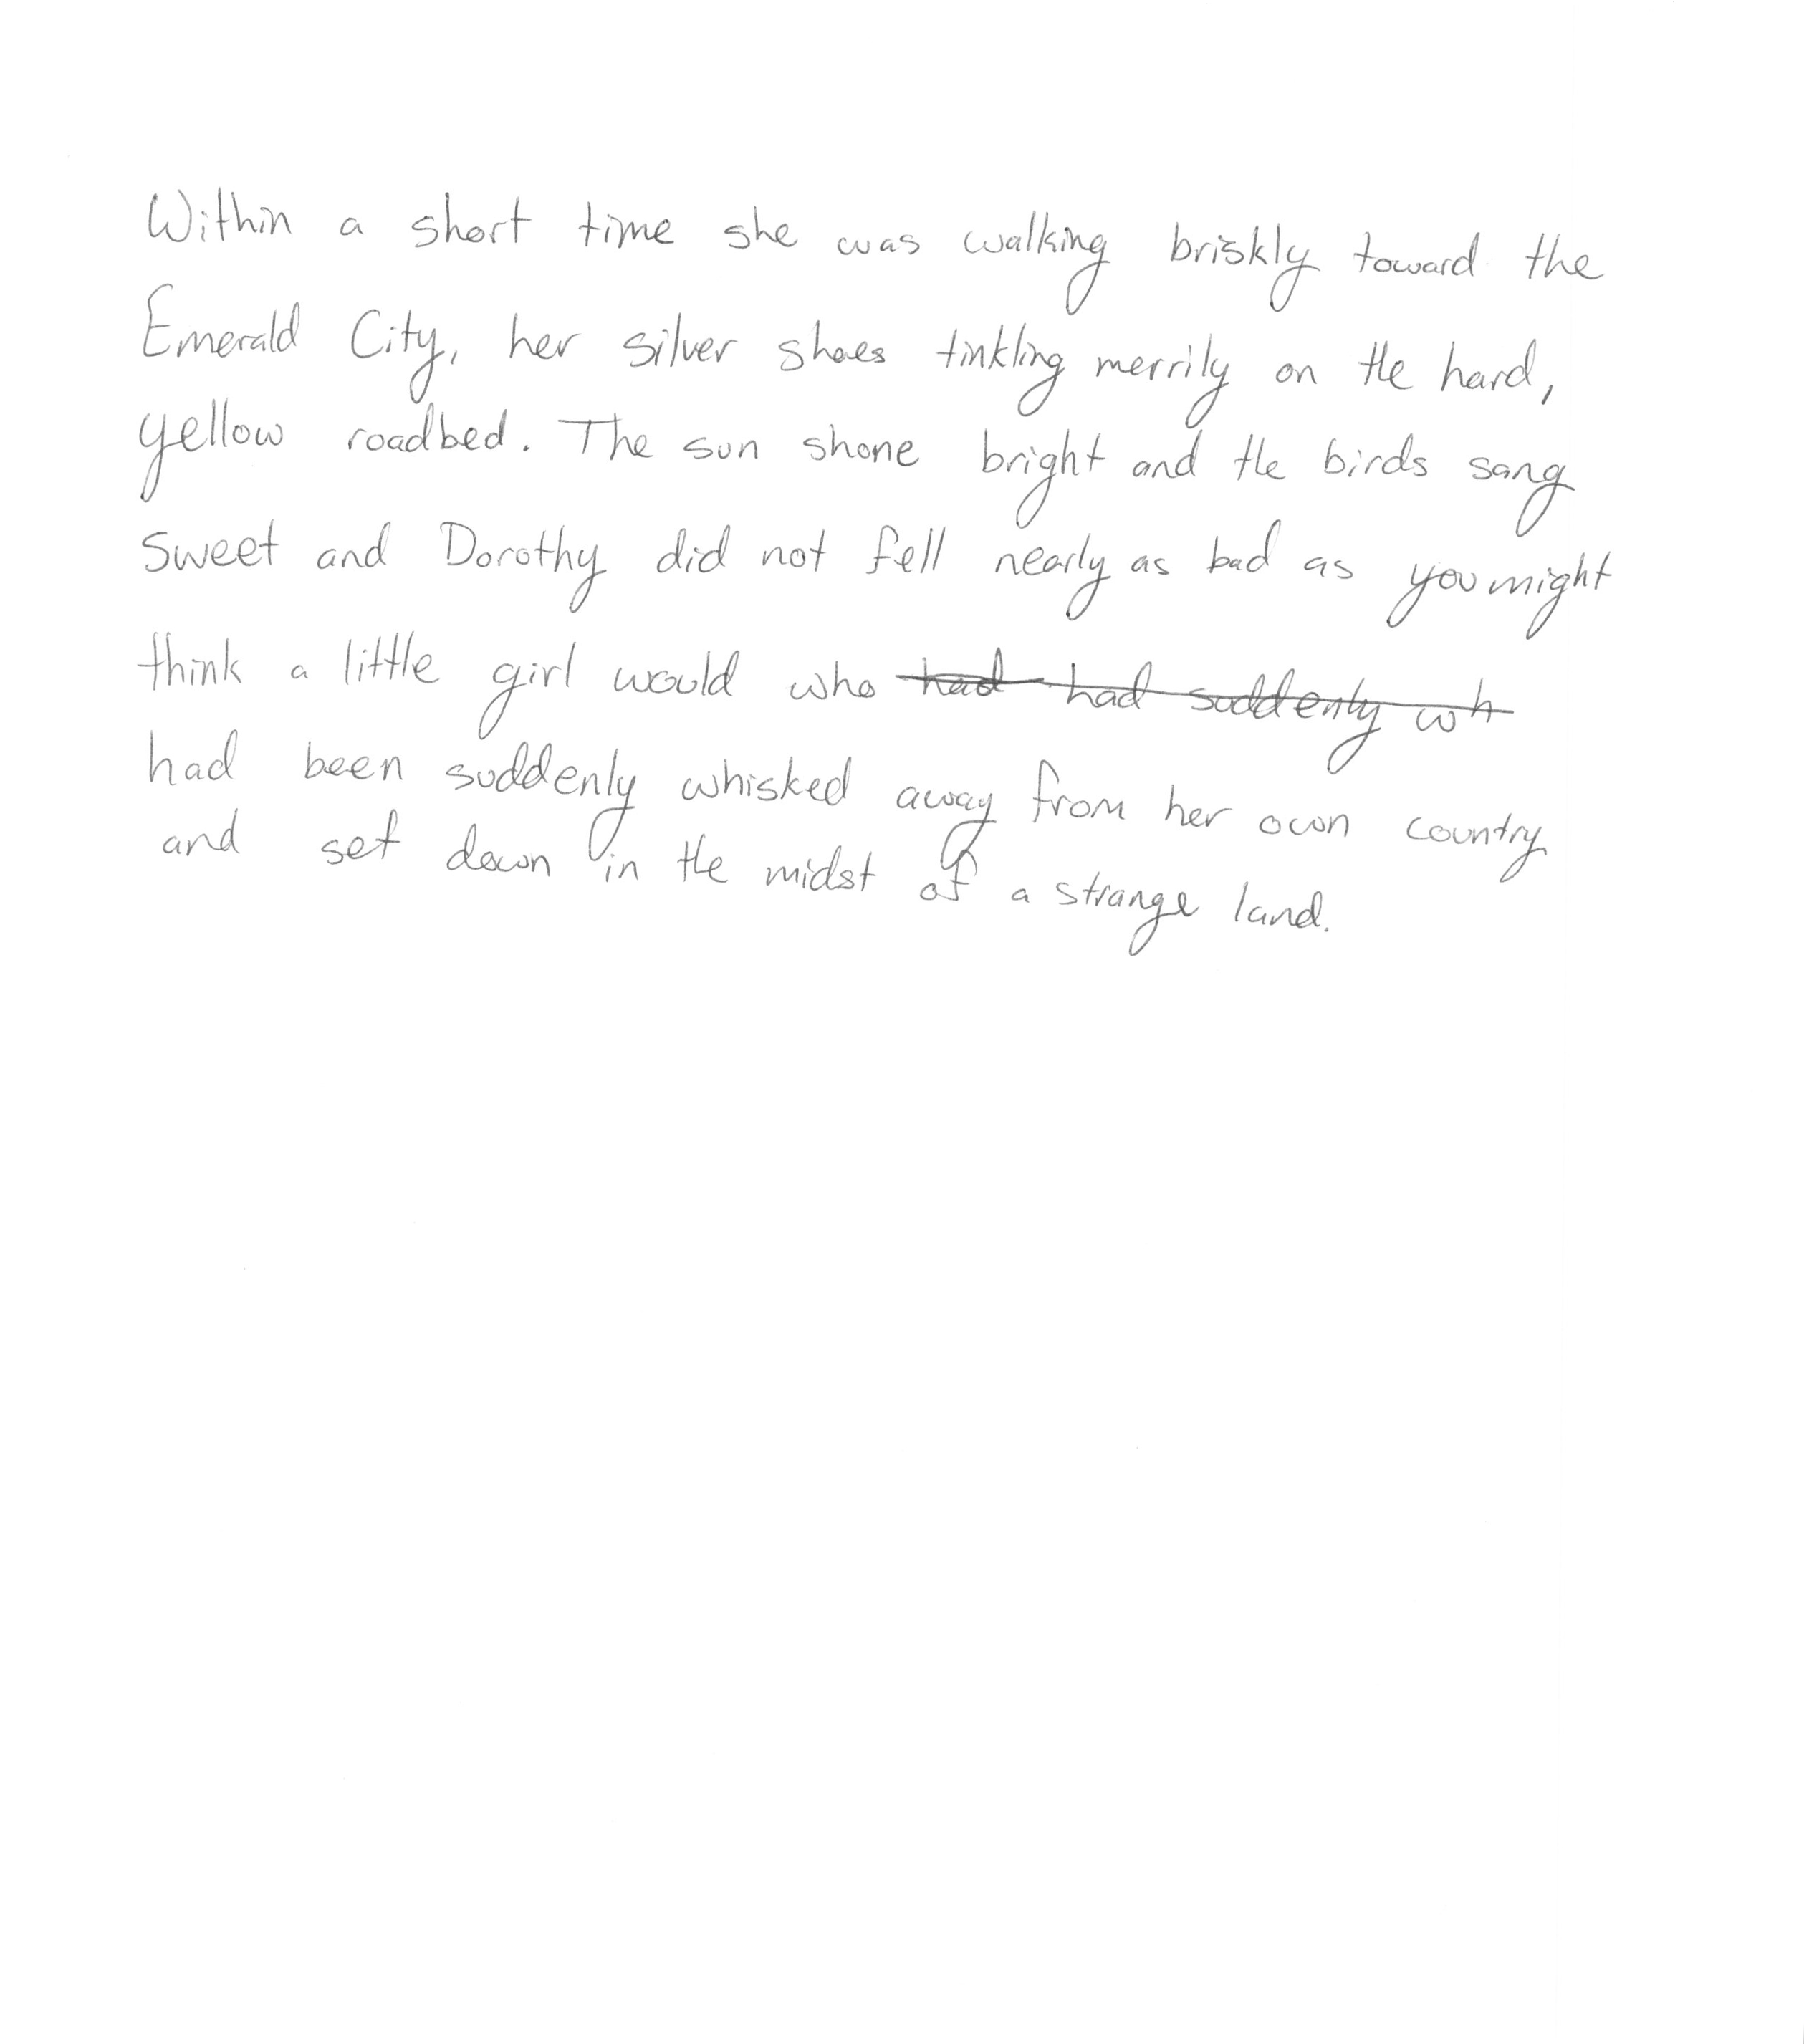 Within a short time she was walking briskly toward the
Emerald City, her silver shoes tinkling merrily on the hard,
yellow roadbed. The sun shone bright and the birds sang
sweet and Dorothy did not fell nearly as bad as you might
think a little girl would who had had suddenly wh
had been suddenly whisked away from her own country
and set down in the midst of a strange land.